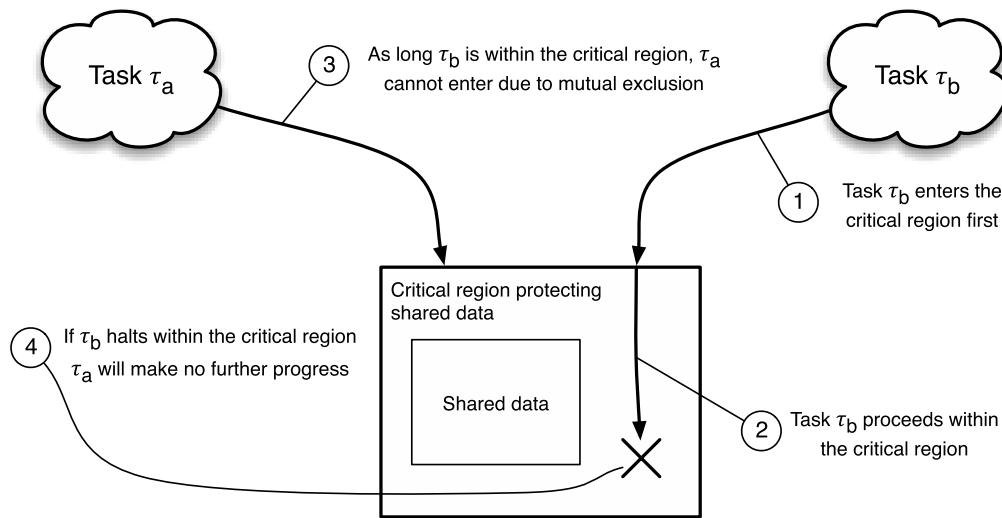 Task τa
Task τb
3
As long τb is within the critical region, τa
cannot enter due to mutual exclusion
1
Task τb enters the
critical region first
Critical region protecting
shared data
Shared data
4
If τb halts within the critical region
τa will make no further progress
2
Task τb proceeds within
the critical region